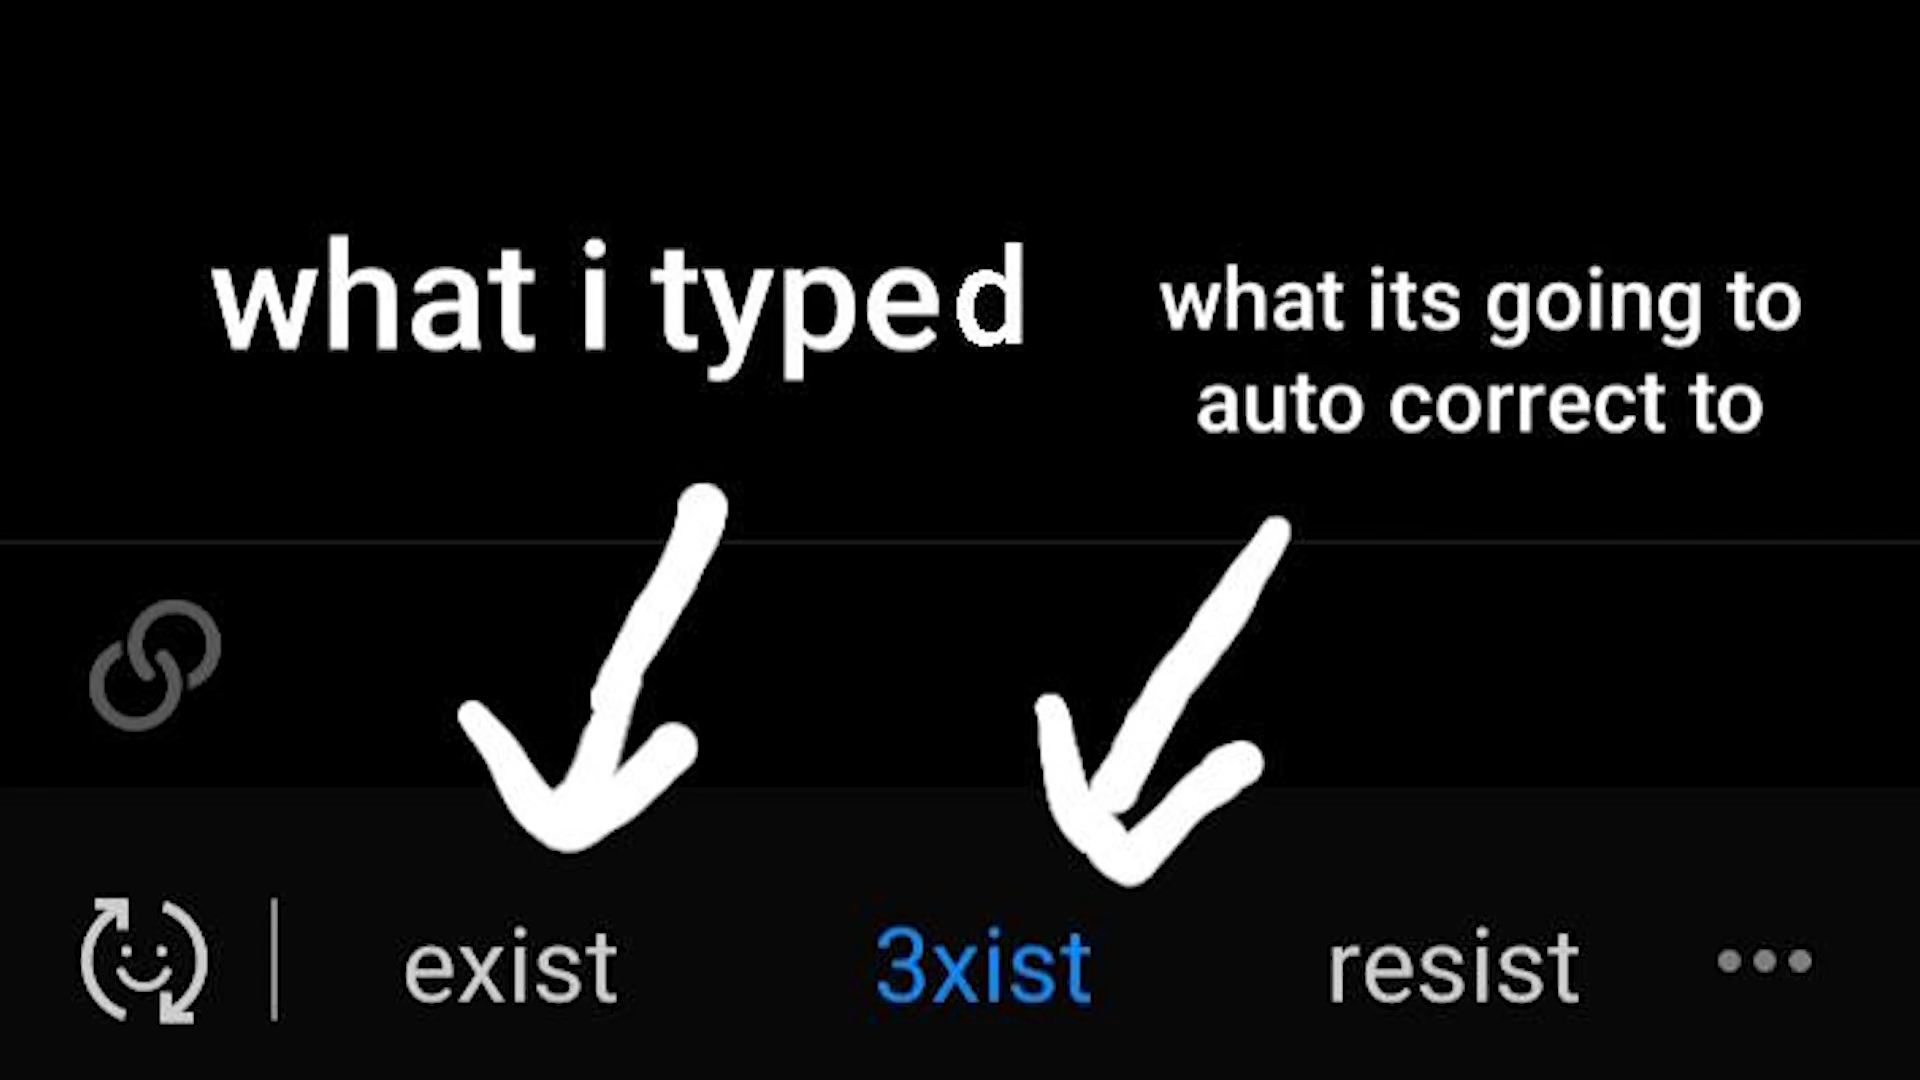 what i typed
what its going to
auto correct to
exist 3xist resist